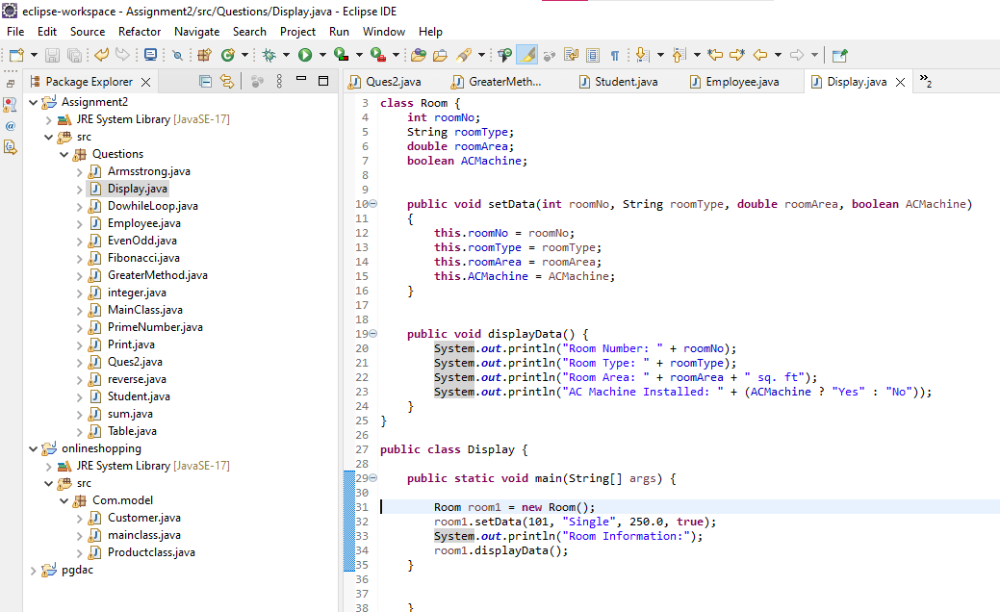 eclipse-workspace - Assignment2/src/Questions/Display.java - Eclipse IDE
File Edit Source Refactor Navigate Search Project Run Window Help
Package Explorer
Assignment2
JRE System Library [JavaSE-17]
src
Questions
Armsstrong.java
Display.java
DowhileLoop.java
Employee.java
EvenOdd.java
Fibonacci.java
GreaterMethod.java
integer.java
MainClass.java
PrimeNumber.java
Print.java
Ques2.java
reverse.java
Student.java
sum.java
Table.java
onlineshopping
JRE System Library [JavaSE-17]
src
Com.model
Customer.java
mainclass.java
Productclass.java
pgdac
Ques2.java GreaterMeth... Student.java Employee.java Display.java »2
3 class Room {
4 int roomNo;
5 String roomType;
6 double roomArea;
7 boolean ACMachine;
8
9
10 public void setData(int roomNo, String roomType, double roomArea, boolean ACMachine)
11 {
12 this.roomNo = roomNo;
13 this.roomType = roomType;
14 this.roomArea = roomArea;
15 this.ACMachine = ACMachine;
16 }
17
18
19 public void displayData() {
20 System.out.println("Room Number: " + roomNo);
21 System.out.println("Room Type: " + roomType);
22 System.out.println("Room Area: " + roomArea + " sq. ft");
23 System.out.println("AC Machine Installed: " + (ACMachine ? "Yes" : "No"));
24 }
25 }
26
27 public class Display {
28
29 public static void main(String[] args) {
30
31 Room room1 = new Room();
32 room1.setData(101, "Single", 250.0, true);
33 System.out.println("Room Information:");
34 room1.displayData();
35 }
36
37
38 }